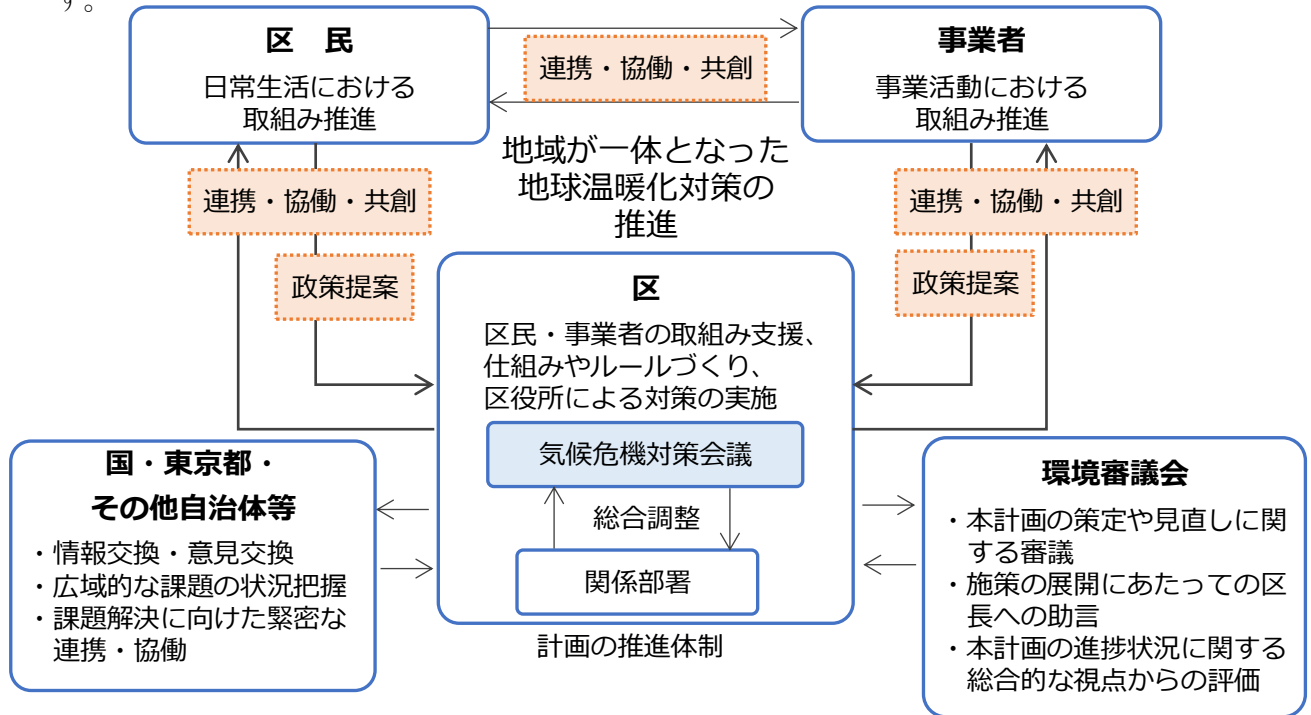 す。
区　民
日常生活における
取組み推進
連携・協働・共創
事業者
事業活動における
取組み推進
地域が一体となった
地球温暖化対策の
推進
連携・協働・共創
政策提案
連携・協働・共創
政策提案
区
区民・事業者の取組み支援、
仕組みやルールづくり、
区役所による対策の実施
気候危機対策会議
総合調整
関係部署
計画の推進体制
国・東京都・
その他自治体等
・情報交換・意見交換
・広域的な課題の状況把握
・課題解決に向けた緊密な
連携・協働
環境審議会
・本計画の策定や見直しに関
する審議
・施策の展開にあたっての区
長への助言
・本計画の進捗状況に関する
総合的な視点からの評価